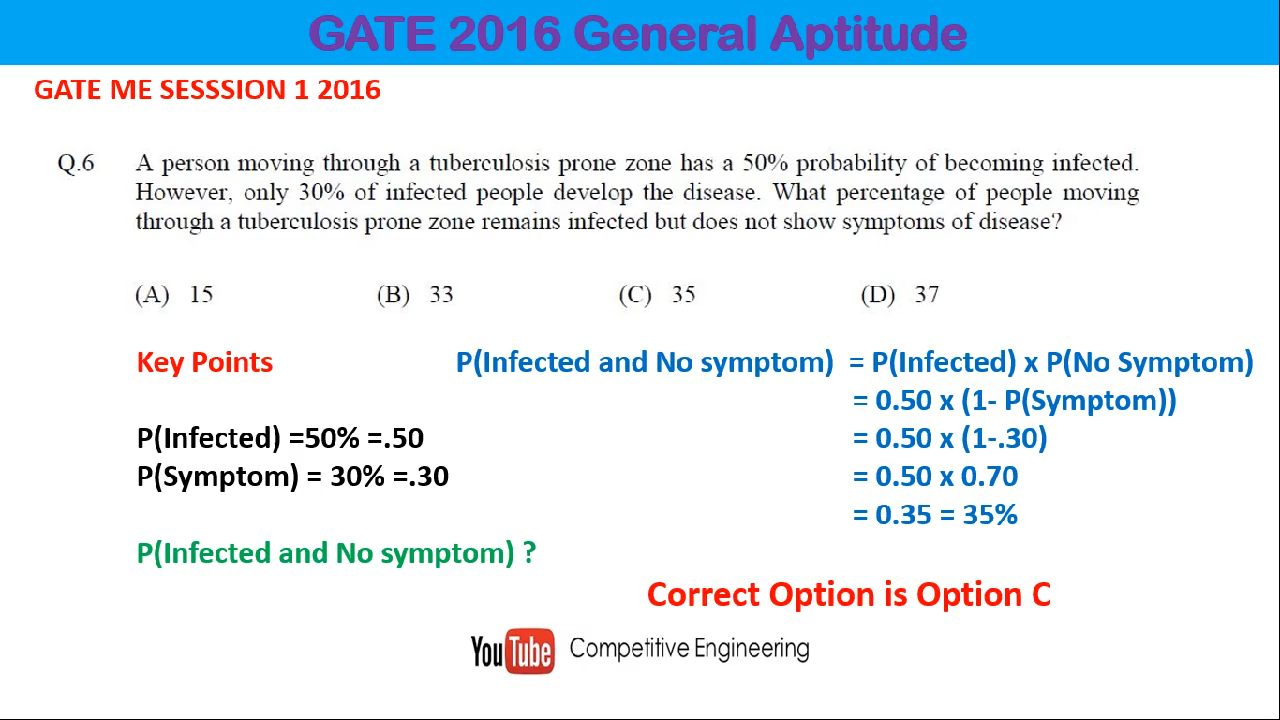 GATE 2016 General Aptitude
GATE ME SESSSION 1 2016
Q.6 A person moving through a tuberculosis prone zone has a 50% probability of becoming infected.
However, only 30% of infected people develop the disease. What percentage of people moving
through a tuberculosis prone zone remains infected but does not show symptoms of disease?
(A) 15 (B) 33 (C) 35 (D) 37
Key Points P(Infected and No symptom) = P(Infected) x P(No Symptom)
= 0.50 x (1- P(Symptom))
P(Infected) =50% =.50 = 0.50 x (1-.30)
P(Symptom) = 30% =.30 = 0.50 x 0.70
= 0.35 = 35%
P(Infected and No symptom) ?
Correct Option is Option C
YouTube Competitive Engineering